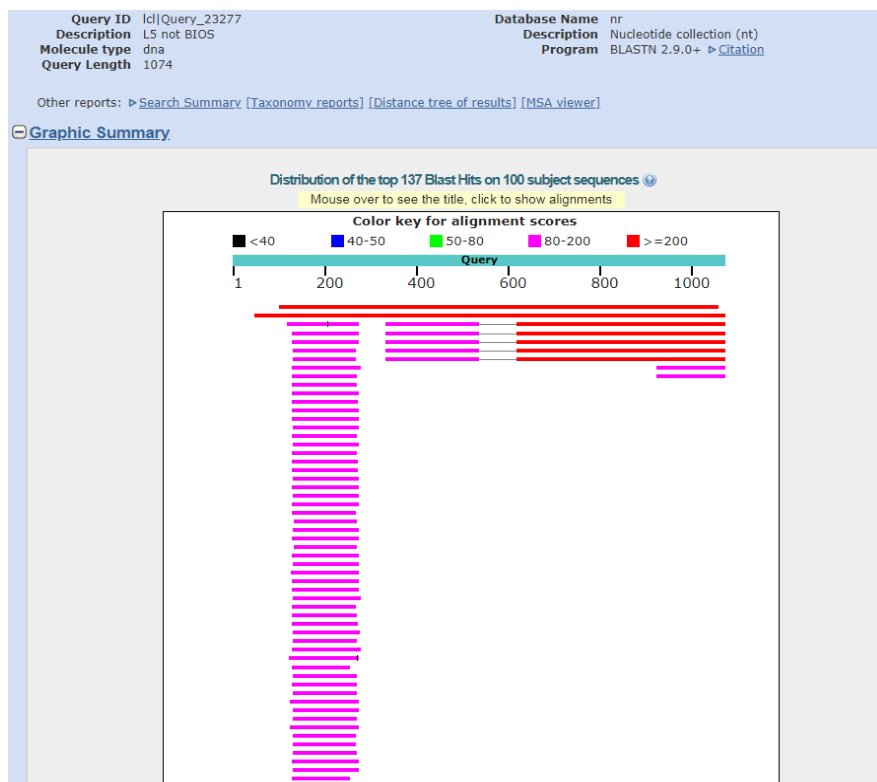 Query ID lcl|Query_23277
Description L5 not BIOS
Molecule type dna
Query Length 1074
Database Name nr
Description Nucleotide collection (nt)
Program BLASTN 2.9.0+ Citation
Other reports: Search Summary [Taxonomy reports] [Distance tree of results] [MSA viewer]
Graphic Summary
Distribution of the top 137 Blast Hits on 100 subject sequences
Mouse over to see the title, click to show alignments
Color key for alignment scores
<40 40-50 50-80 80-200 >=200
Query
1 200 400 600 800 1000